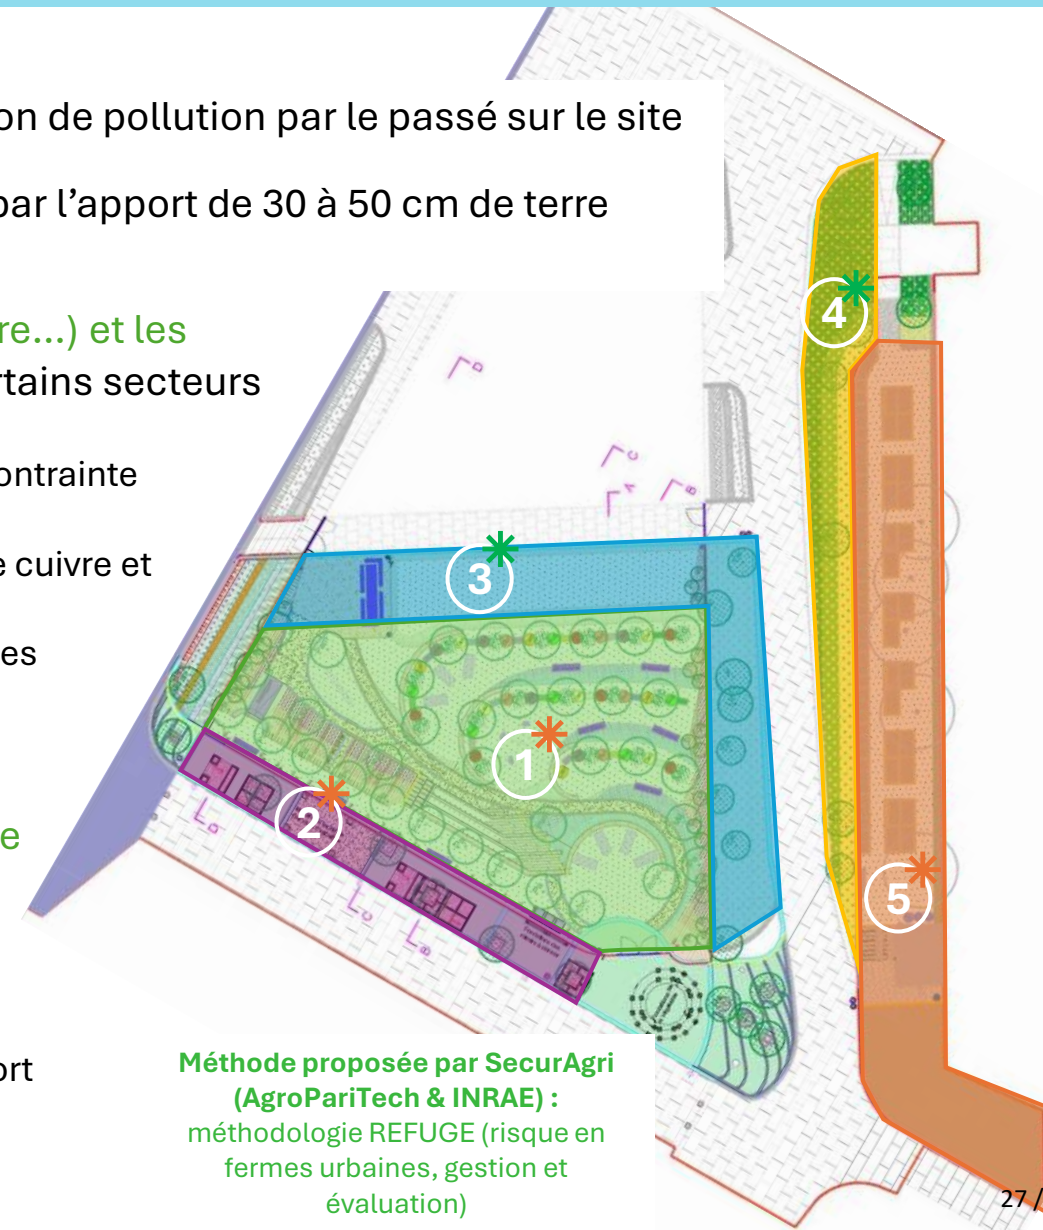 on de pollution par le passé sur le site
par l’apport de 30 à 50 cm de terre
re…) et les
rtains secteurs
ontrainte
e cuivre et
es
e
ort
4
3
1
2
5
D
C
A
B
D
C
B
Méthode proposée par SecurAgri
(AgroPariTech & INRAE) :
méthodologie REFUGE (risque en
fermes urbaines, gestion et
évaluation)
27 /